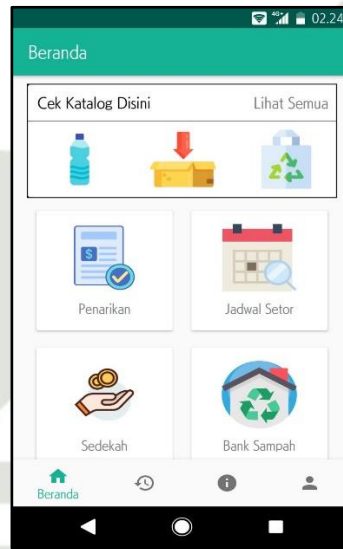 4G 02.24
Beranda
Cek Katalog Disini Lihat Semua
$
Penarikan Jadwal Setor
Sedekah Bank Sampah
Beranda